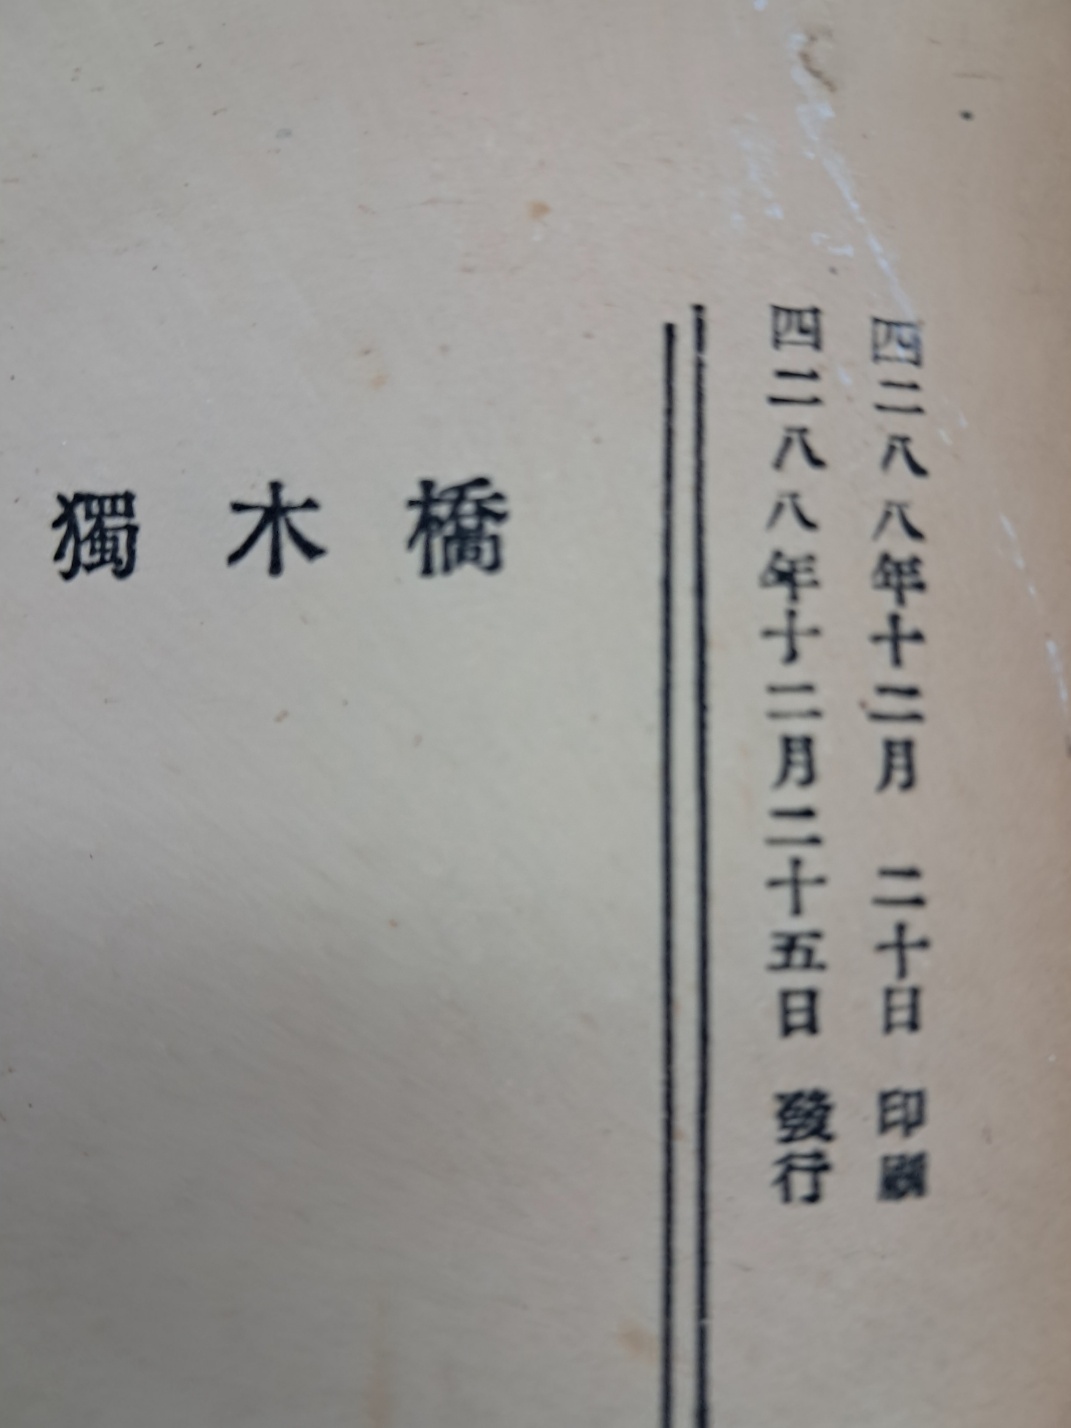 四二八八年十二月　二十日　印刷
四二八八年十二月二十五日　發行
獨木橋